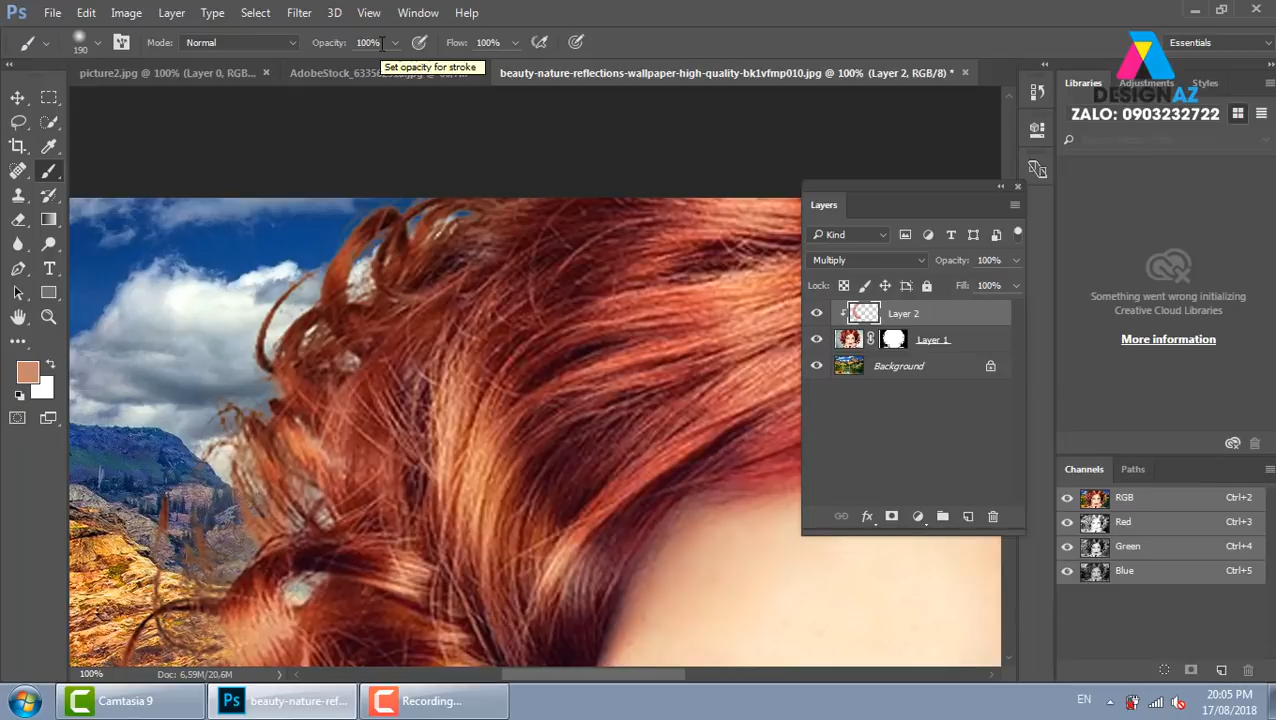 Ps File Edit Image Layer Type Select Filter 3D View Window Help
190 Mode: Normal Opacity: 100% Flow: 100% Essentials
Set opacity for stroke
picture2.jpg @ 100% (Layer 0, RGB... × beauty-nature-reflections-wallpaper-high-quality-bk1vfmp010.jpg @ 100% (Layer 2, RGB/8) * ×
Libraries Adjustments Styles
DESIGNAZ
ZALO: 0903232722
Layers
Kind
Multiply Opacity: 100%
Lock: Fill: 100%
Layer 2
Layer 1
Background
Something went wrong initializing
Creative Cloud Libraries
More information
Channels Paths
RGB Ctrl+2
Red Ctrl+3
Green Ctrl+4
Blue Ctrl+5
100% Doc: 6,59M/20,6M
Camtasia 9 Ps beauty-nature-ref... Recording... EN
20:05 PM
17/08/2018